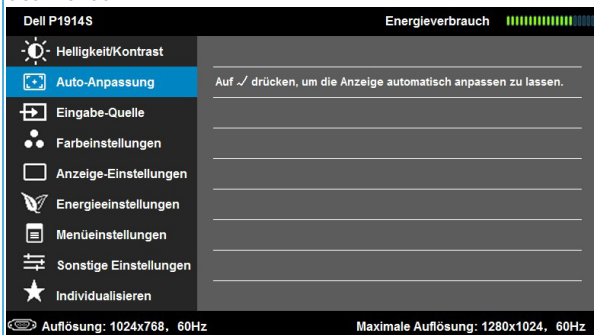 Dell P1914S Energieverbrauch
Helligkeit/Kontrast
Auto-Anpassung Auf ✓ drücken, um die Anzeige automatisch anpassen zu lassen.
Eingabe-Quelle
Farbeinstellungen
Anzeige-Einstellungen
Energieeinstellungen
Menüeinstellungen
Sonstige Einstellungen
Individualisieren
Auflösung: 1024x768, 60Hz Maximale Auflösung: 1280x1024, 60Hz